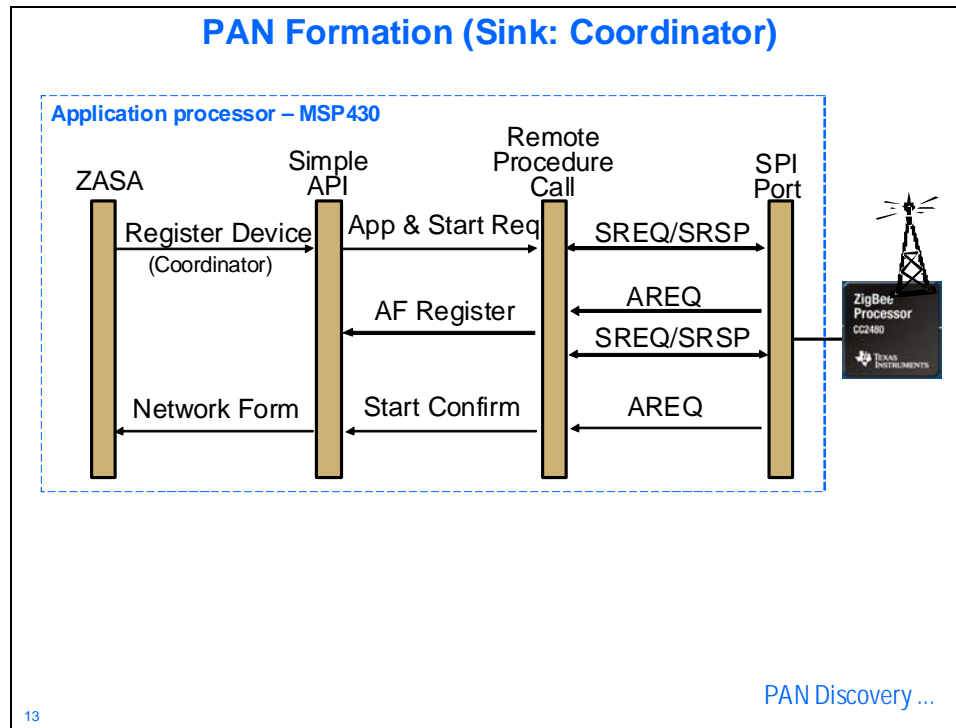 PAN Formation (Sink: Coordinator)
Application processor – MSP430
ZASA
Simple
API
Remote
Procedure
Call
SPI
Port
Register Device
(Coordinator)
App & Start Req
SREQ/SRSP
AF Register
AREQ
SREQ/SRSP
Network Form
Start Confirm
AREQ
ZigBee
Processor
CC2480
TEXAS
INSTRUMENTS
PAN Discovery ...
13